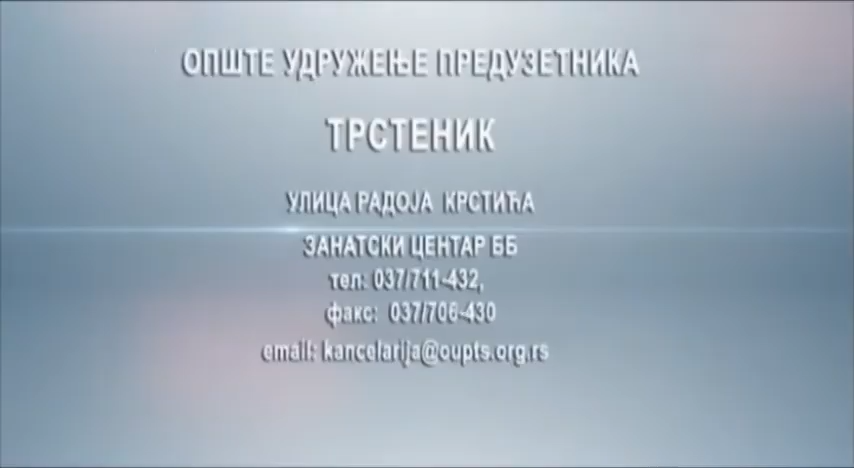 ОПШТЕ УДРУЖЕЊЕ ПРЕДУЗЕТНИКА
ТРСТЕНИК
УЛИЦА РАДОЈА КРСТИЋА
ЗАНАТСКИ ЦЕНТАР ББ
тел: 037/711-432,
факс: 037/706-430
email: kancelarija@oupts.org.rs